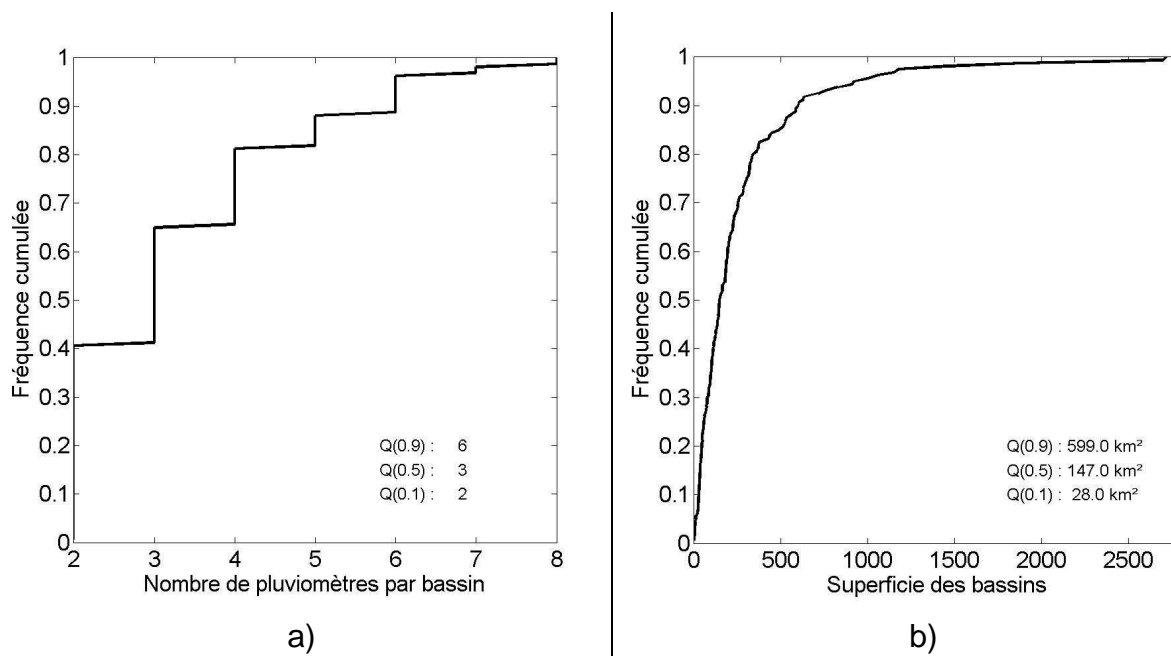 1
0.9
0.8
0.7
0.6
0.5
0.4
0.3
0.2
0.1
0
Fréquence cumulée
Q(0.9) : 6
Q(0.5) : 3
Q(0.1) : 2
2 3 4 5 6 7 8
Nombre de pluviomètres par bassin
a)
1
0.9
0.8
0.7
0.6
0.5
0.4
0.3
0.2
0.1
0
Fréquence cumulée
Q(0.9) : 599.0 km²
Q(0.5) : 147.0 km²
Q(0.1) : 28.0 km²
0 500 1000 1500 2000 2500
Superficie des bassins
b)